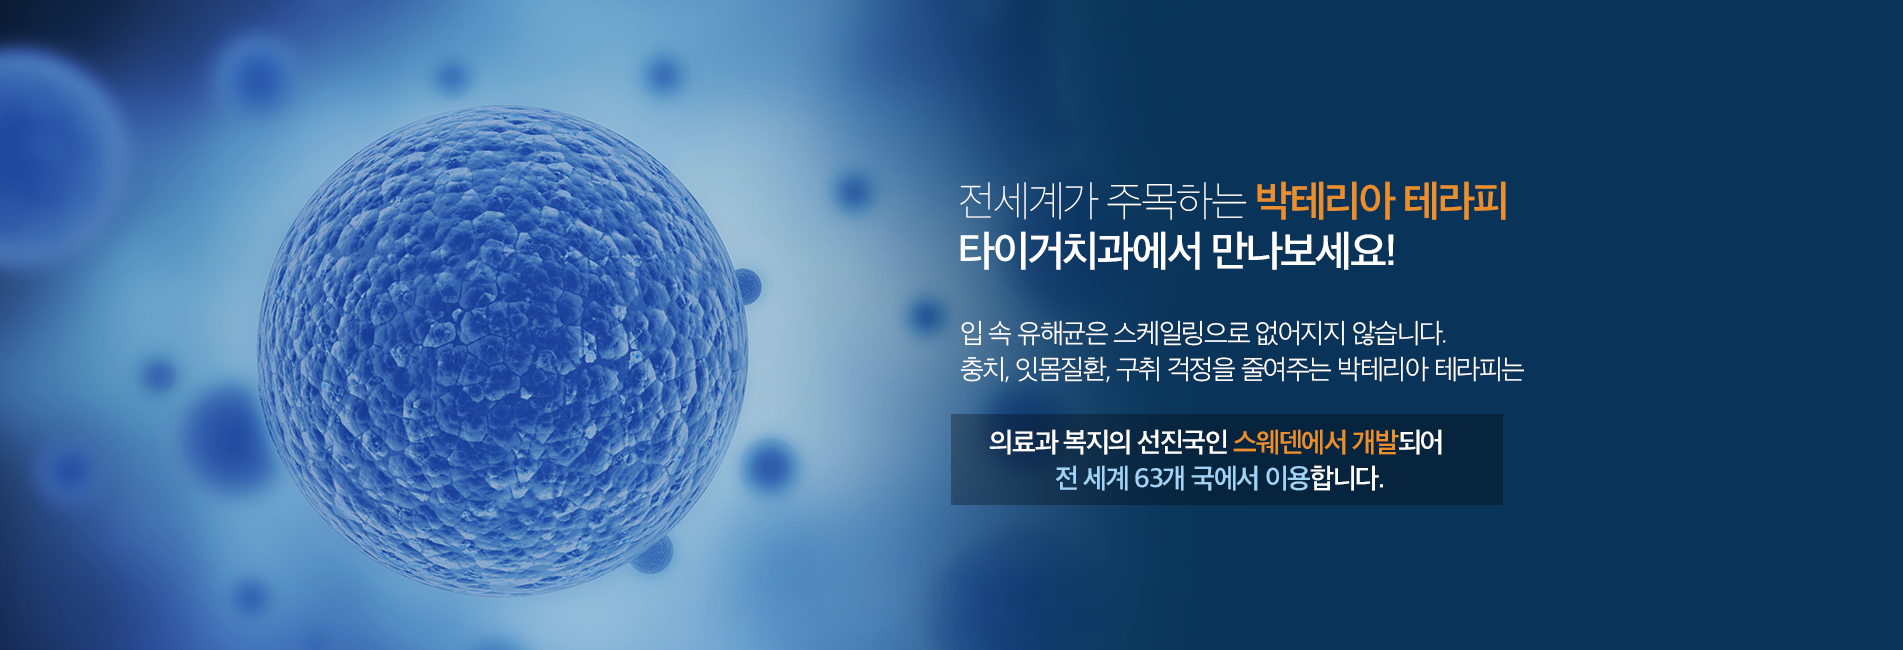 전세계가 주목하는 박테리아 테라피
타이거치과에서 만나보세요!
입 속 유해균은 스케일링으로 없어지지 않습니다.
충치, 잇몸질환, 구취 걱정을 줄여주는 박테리아 테라피는
의료과 복지의 선진국인 스웨덴에서 개발되어
전 세계 63개 국에서 이용합니다.